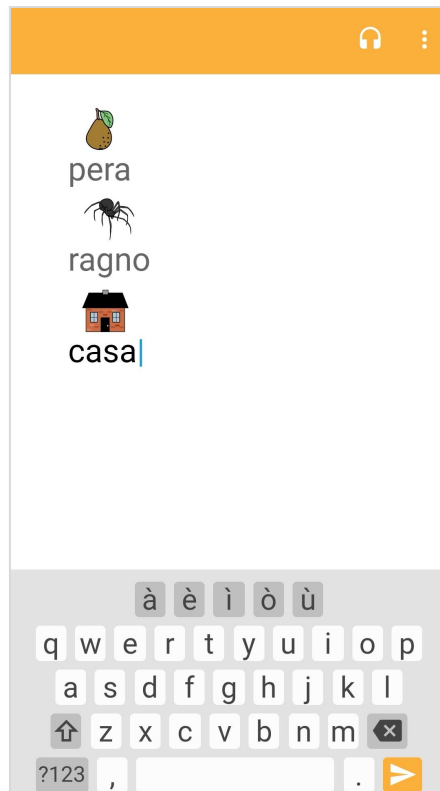 pera
ragno
casa
à è ì ò ù
q w e r t y u i o p
a s d f g h j k l
z x c v b n m
?123 , .